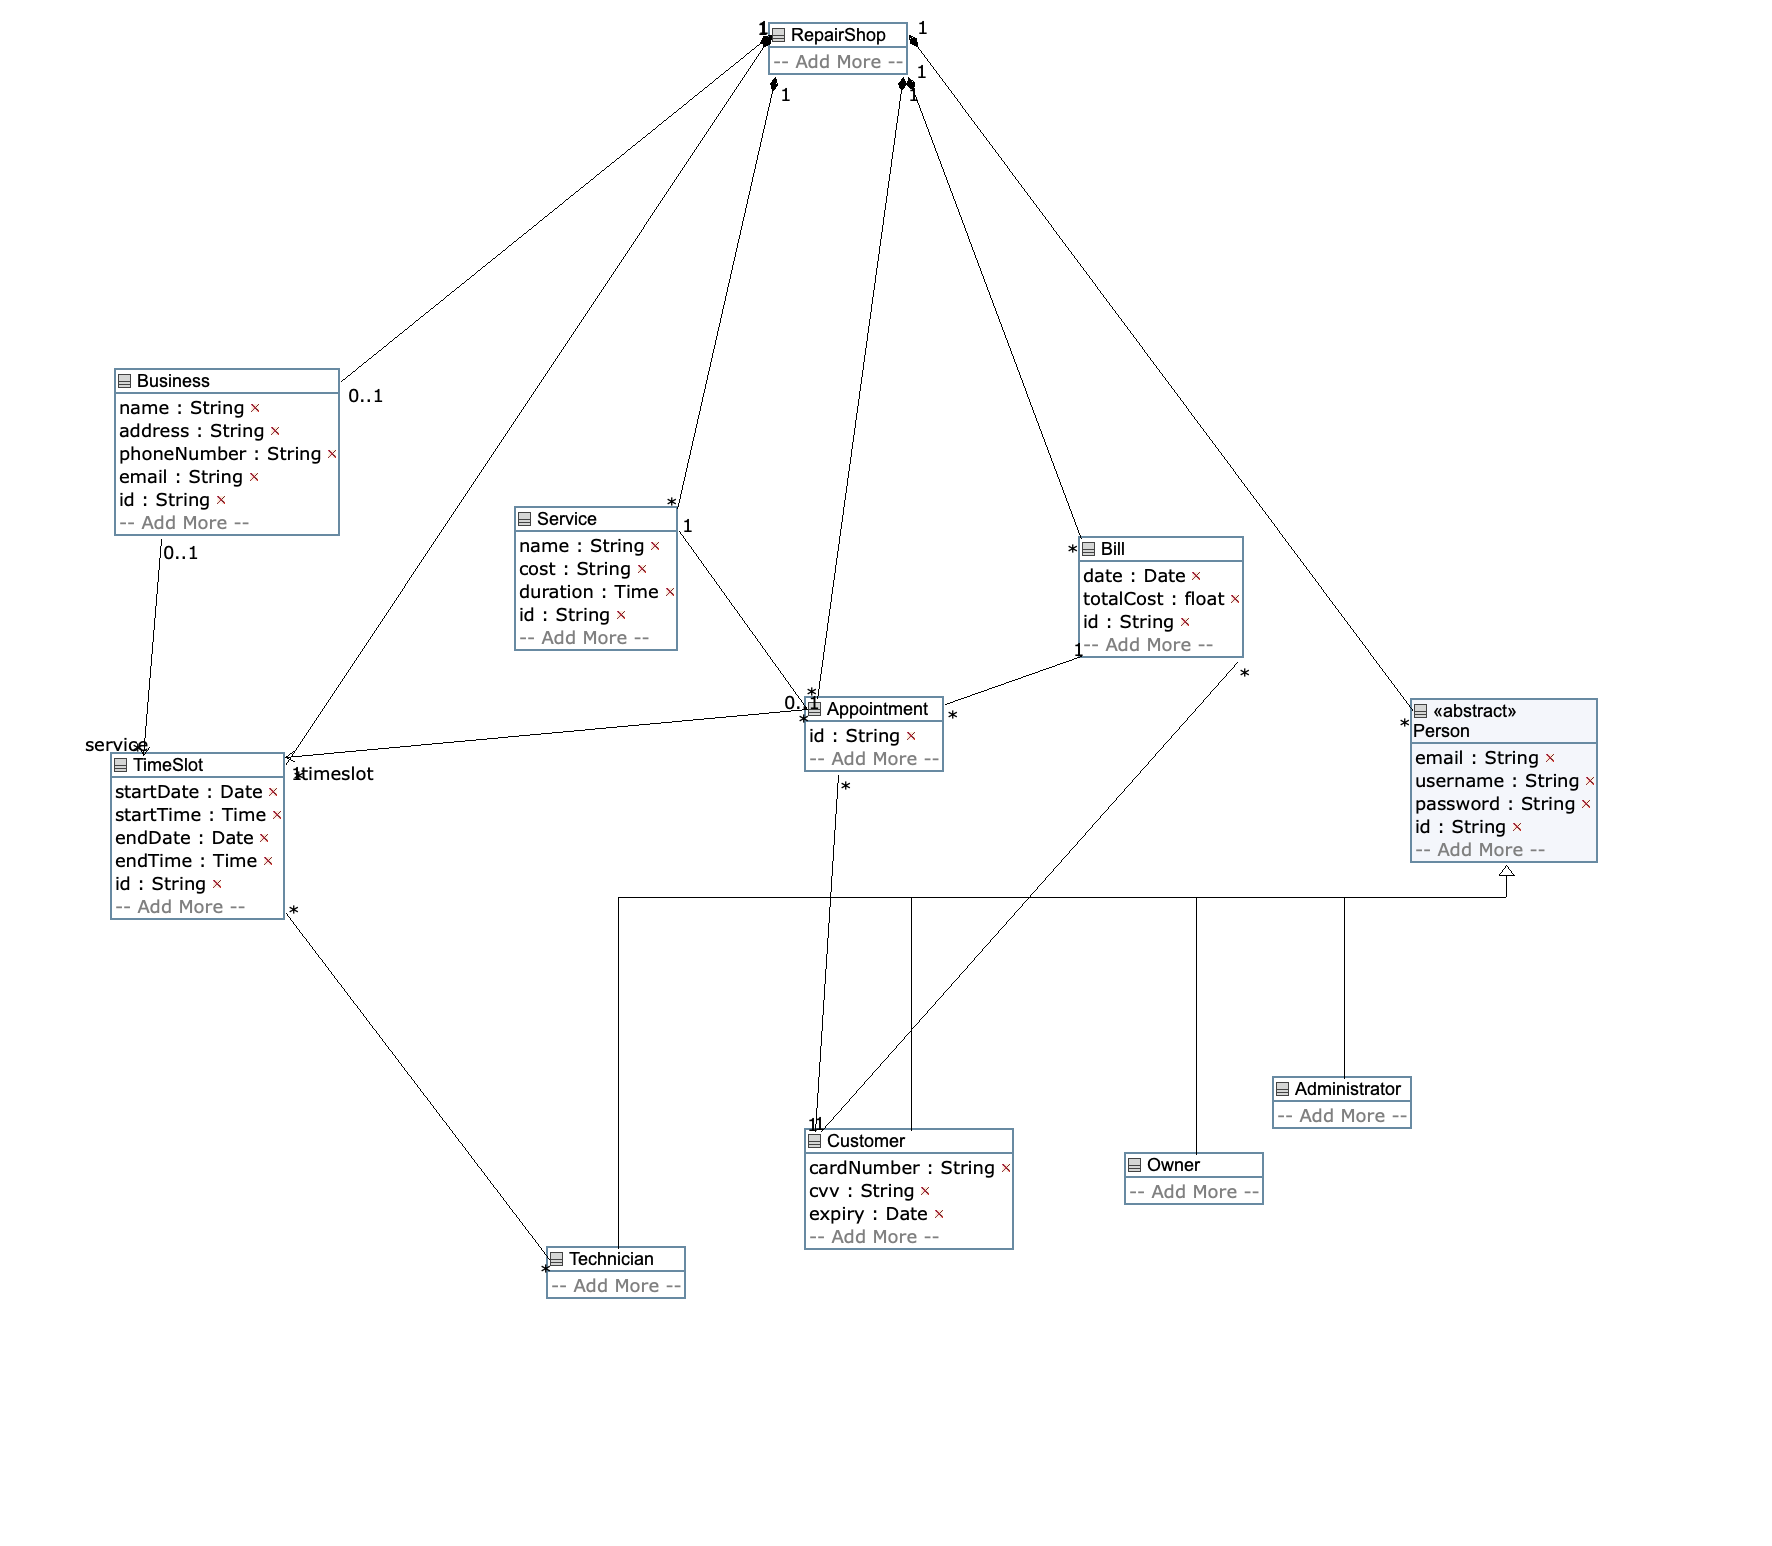 1
RepairShop
1
-- Add More --
1
1
1
Business
name : String ×
address : String ×
phoneNumber : String ×
email : String ×
id : String ×
-- Add More --
0..1
0..1
*
Service
1
name : String ×
cost : String ×
duration : Time ×
id : String ×
-- Add More --
*
Bill
date : Date ×
totalCost : float ×
id : String ×
-- Add More --
1
*
*
0..1
*
Appointment
*
id : String ×
-- Add More --
*
«abstract»
Person
*
email : String ×
username : String ×
password : String ×
id : String ×
-- Add More --
service
*
TimeSlot
1
*
timeslot
startDate : Date ×
startTime : Time ×
endDate : Date ×
endTime : Time ×
id : String ×
-- Add More --
*
Administrator
-- Add More --
1
1
Customer
cardNumber : String ×
cvv : String ×
expiry : Date ×
-- Add More --
Owner
-- Add More --
*
Technician
-- Add More --